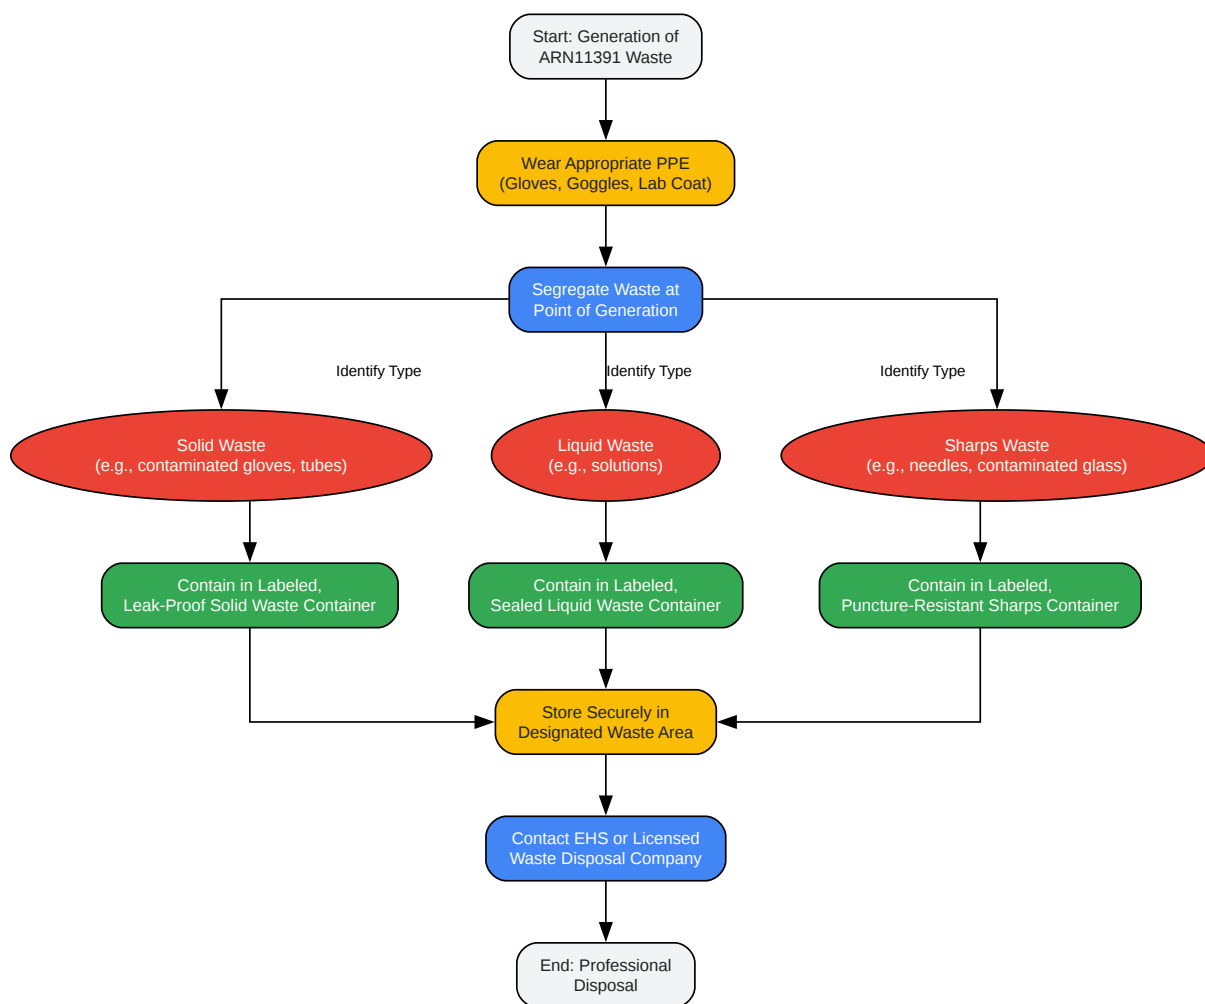 Start: Generation of
ARN11391 Waste
Wear Appropriate PPE
(Gloves, Goggles, Lab Coat)
Segregate Waste at
Point of Generation
Identify Type
Identify Type
Identify Type
Solid Waste
(e.g., contaminated gloves, tubes)
Liquid Waste
(e.g., solutions)
Sharps Waste
(e.g., needles, contaminated glass)
Contain in Labeled,
Leak-Proof Solid Waste Container
Contain in Labeled,
Sealed Liquid Waste Container
Contain in Labeled,
Puncture-Resistant Sharps Container
Store Securely in
Designated Waste Area
Contact EHS or Licensed
Waste Disposal Company
End: Professional
Disposal